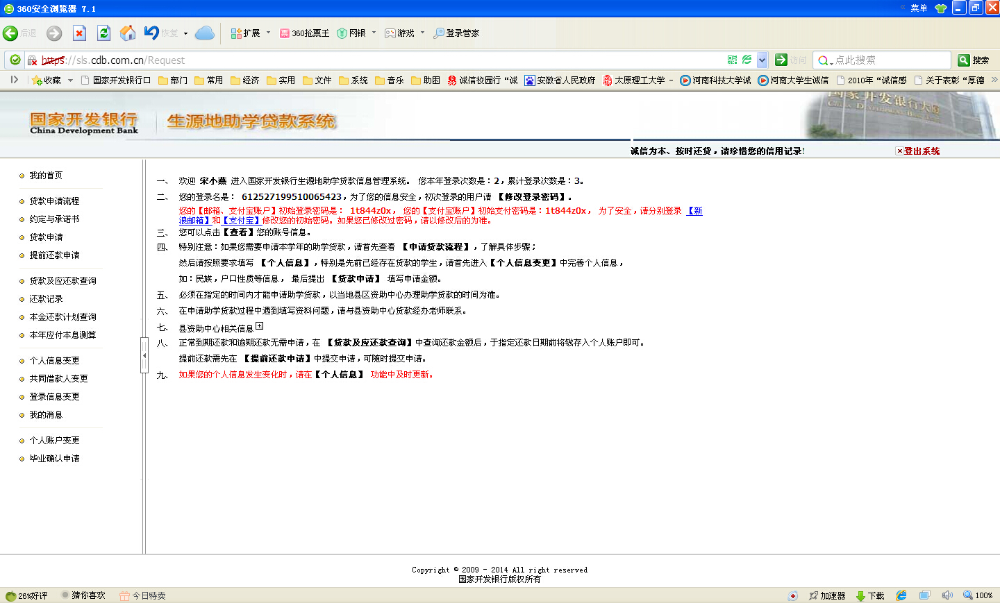 360安全浏览器 7.1
« 菜单
后退 恢复 扩展 360抢票王 网银 游戏 登录管家
https://sls.cdb.com.cn/Request 访问 点此搜索 搜索
收藏 国家开发银行口 部门 常用 经济 实用 文件 系统 音乐 助困 诚信校园行 “诚 安徽省人民政府 太原理工大学 - 河南科技大学诚 河南大学生诚信 2010年 “诚信感 关于表彰 “厚德 »
国家开发银行 生源地助学贷款系统
China Development Bank
诚信为本、按时还贷，请珍惜您的信用记录!
登出系统
我的首页
贷款申请流程
约定与承诺书
贷款申请
提前还款申请
贷款及应还款查询
还款记录
本金还款计划查询
本年应付本息测算
个人信息变更
共同借款人变更
登录信息变更
我的消息
个人账户变更
毕业确认申请
一、 欢迎 宋小燕 进入国家开发银行生源地助学贷款信息管理系统。 您本年登录次数是：2，累计登录次数是：3。
二、 您的登录名是： 612527199510065423，为了您的信息安全，初次登录的用户请 【修改登录密码】。
您的【邮箱、支付宝账户】初始登录密码是： 1t844z0x， 您的【支付宝账户】初始支付密码是：1t844z0x， 为了安全，请分别登录 【新
浪邮箱】和【支付宝】修改您的初始密码。如果您已修改过密码，请以修改后的为准。
三、 您可以点击【查看】您的账号信息。
四、 特别注意：如果您需要申请本学年的助学贷款，请首先查看 【申请贷款流程】，了解具体步骤；
然后请按照要求填写 【个人信息】，特别是先前已经存在贷款的学生，请首先进入【个人信息变更】中完善个人信息，
如：民族，户口性质等信息， 最后提出 【贷款申请】 填写申请金额。
五、 必须在指定的时间内才能申请助学贷款，以当地县区资助中心办理助学贷款的时间为准。
六、 在申请助学贷款过程中遇到填写资料问题，请与县资助中心贷款经办老师联系。
七、 县资助中心相关信息
八、 正常到期还款和逾期还款无需申请，在 【贷款及应还款查询】中查询还款金额后，于指定还款日期前将钱存入个人账户即可。
提前还款需先在 【提前还款申请】中提交申请，可随时提交申请。
九、 如果您的个人信息发生变化时，请在【个人信息】 功能中及时更新。
Copyright © 2009 - 2014 All right reserved
国家开发银行版权所有
26%好评 猜你喜欢 今日特卖 加速器 下载 100%